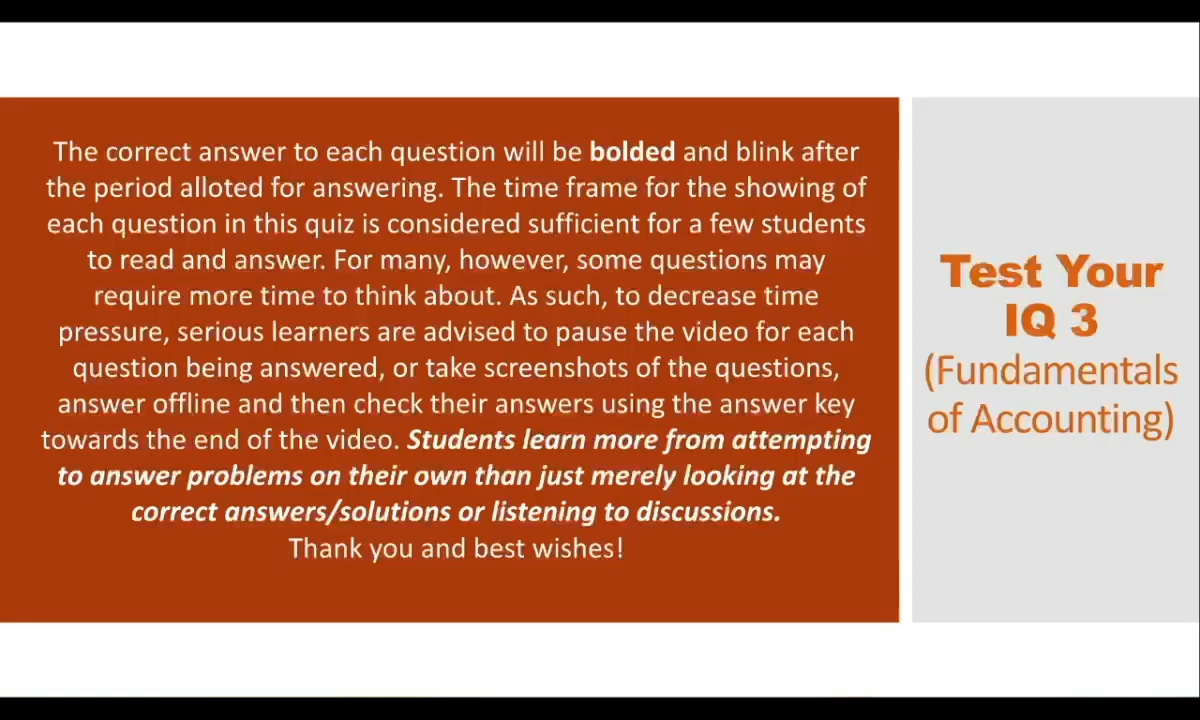 The correct answer to each question will be bolded and blink after
the period alloted for answering. The time frame for the showing of
each question in this quiz is considered sufficient for a few students
to read and answer. For many, however, some questions may
require more time to think about. As such, to decrease time
pressure, serious learners are advised to pause the video for each
question being answered, or take screenshots of the questions,
answer offline and then check their answers using the answer key
towards the end of the video. Students learn more from attempting
to answer problems on their own than just merely looking at the
correct answers/solutions or listening to discussions.
Thank you and best wishes!
Test Your
IQ 3
(Fundamentals
of Accounting)